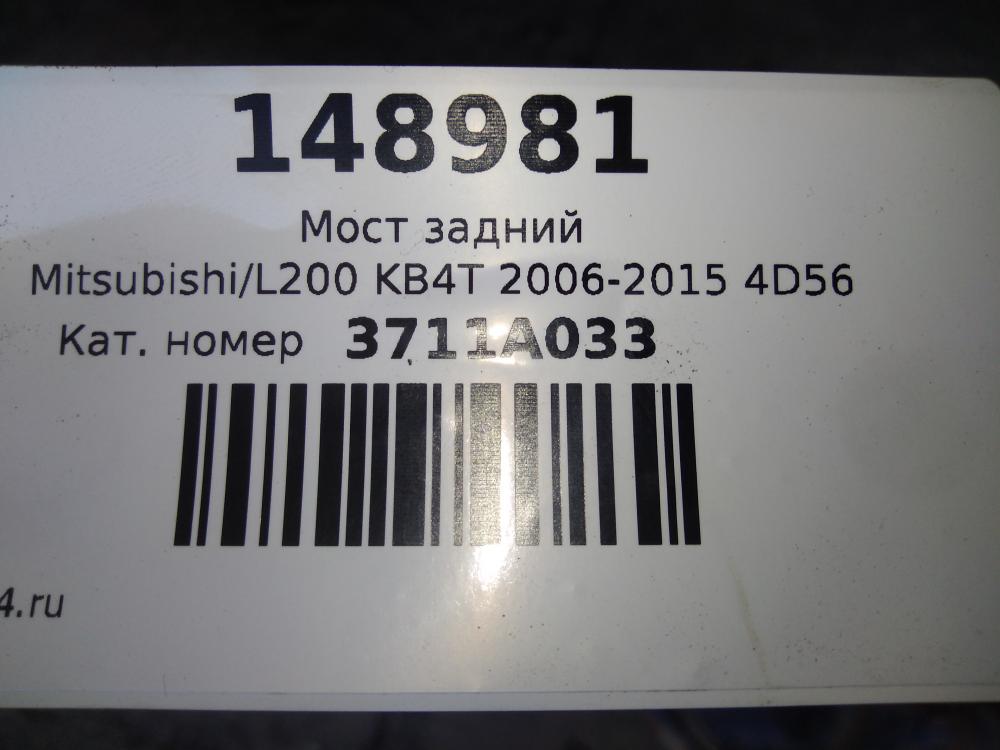 148981
Мост задний
Mitsubishi/L200 KB4T 2006-2015 4D56
Кат. номер 3711A033
4.ru